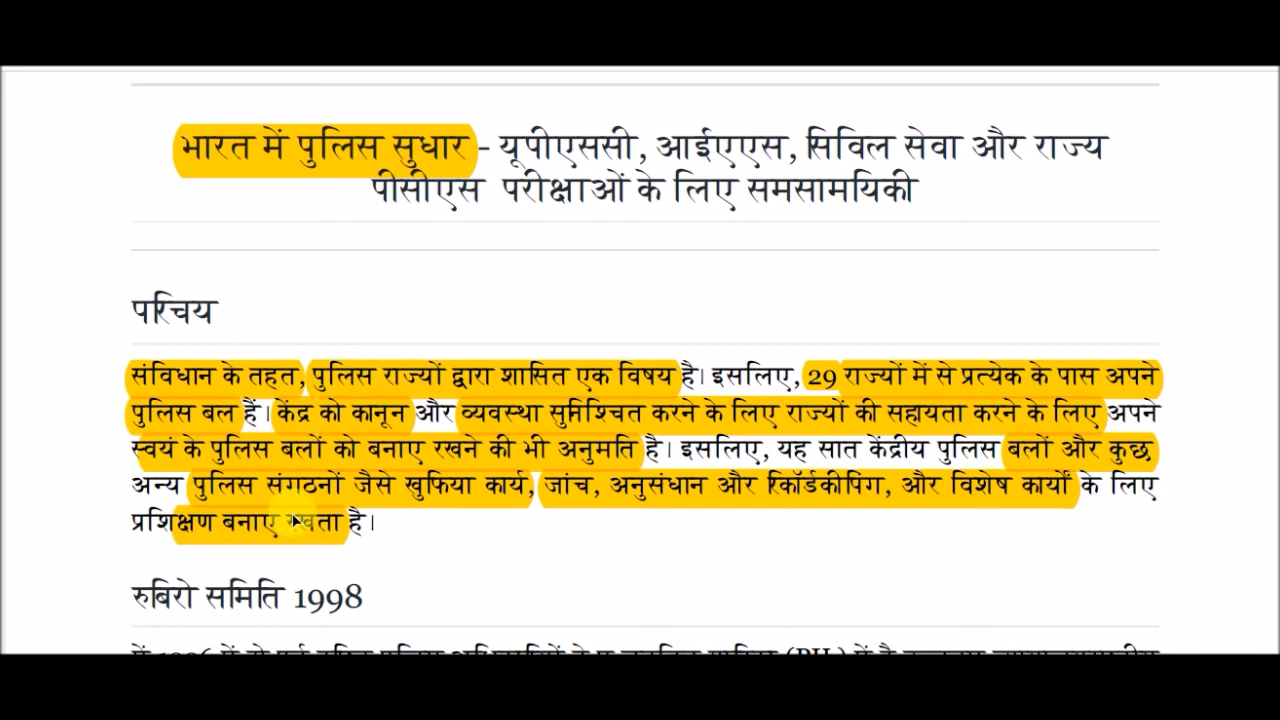 भारत में पुलिस सुधार - यूपीएससी, आईएएस, सिविल सेवा और राज्य
पीसीएस परीक्षाओं के लिए समसामयिकी
परिचय
संविधान के तहत, पुलिस राज्यों द्वारा शासित एक विषय है। इसलिए, 29 राज्यों में से प्रत्येक के पास अपने
पुलिस बल हैं। केंद्र को कानून और व्यवस्था सुनिश्चित करने के लिए राज्यों की सहायता करने के लिए अपने
स्वयं के पुलिस बलों को बनाए रखने की भी अनुमति है। इसलिए, यह सात केंद्रीय पुलिस बलों और कुछ
अन्य पुलिस संगठनों जैसे खुफिया कार्य, जांच, अनुसंधान और रिकॉर्डकीपिंग, और विशेष कार्यों के लिए
प्रशिक्षण बनाए रखता है।
रुबिरो समिति 1998